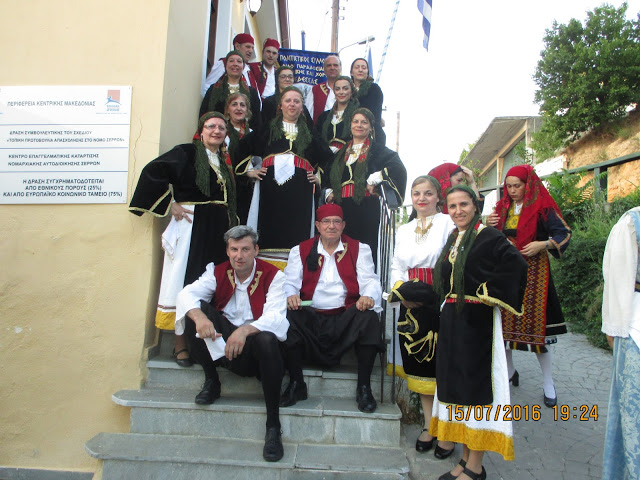 ΠΕΡΙΦΕΡΕΙΑ ΚΕΝΤΡΙΚΗΣ ΜΑΚΕΔΟΝΙΑΣ
ΔΡΑΣΗ ΣΥΜΒΟΥΛΕΥΤΙΚΗΣ ΤΟΥ ΣΧΕΔΙΟΥ
«ΤΟΠΙΚΗ ΠΡΩΤΟΒΟΥΛΙΑ ΑΠΑΣΧΟΛΗΣΗΣ ΣΤΟ ΝΟΜΟ ΣΕΡΡΩΝ»
ΚΕΝΤΡΟ ΕΠΑΓΓΕΛΜΑΤΙΚΗΣ ΚΑΤΑΡΤΙΣΗΣ
ΝΟΜΑΡΧΙΑΚΗΣ ΑΥΤΟΔΙΟΙΚΗΣΗΣ ΣΕΡΡΩΝ
Η ΔΡΑΣΗ ΣΥΓΧΡΗΜΑΤΟΔΟΤΕΙΤΑΙ
ΑΠΟ ΕΘΝΙΚΟΥΣ ΠΟΡΟΥΣ (25%)
ΚΑΙ ΑΠΟ ΕΥΡΩΠΑΪΚΟ ΚΟΙΝΩΝΙΚΟ ΤΑΜΕΙΟ (75%)
15/07/2016 19:24